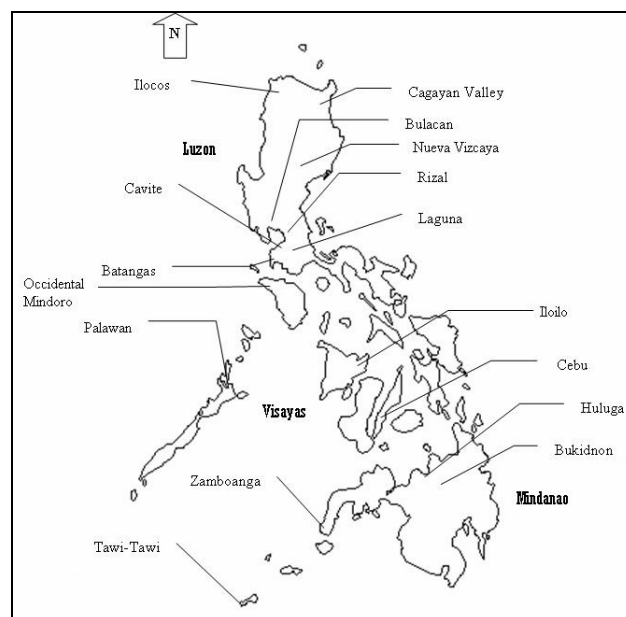 N
Ilocos
Cagayan Valley
Bulacan
Luzon
Nueva Vizcaya
Rizal
Cavite
Laguna
Batangas
Occidental
Mindoro
Iloilo
Palawan
Cebu
Visayas
Huluga
Bukidnon
Zamboanga
Mindanao
Tawi-Tawi